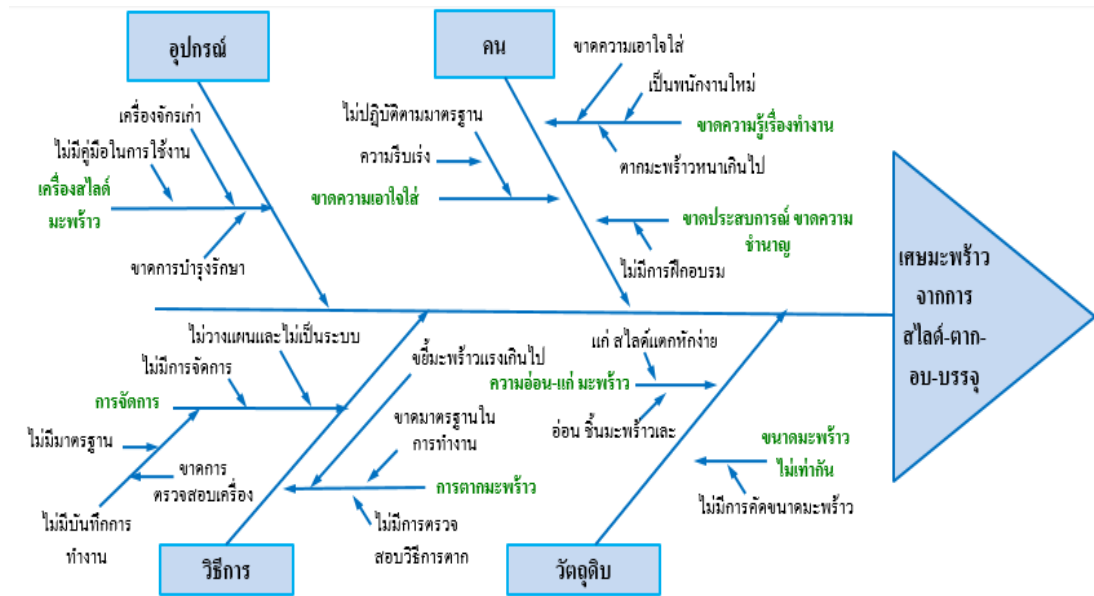 อุปกรณ์
คน
ขาดความเอาใจใส่
เป็นพนักงานใหม่
เครื่องจักรเก่า
ไม่ปฏิบัติตามมาตรฐาน
ขาดความรู้เรื่องทำงาน
ไม่มีคู่มือในการใช้งาน
ความรีบเร่ง
ตากมะพร้าวหนาเกินไป
เครื่องสไลด์
มะพร้าว
ขาดความเอาใจใส่
ขาดประสบการณ์ ขาดความ
ชำนาญ
ขาดการบำรุงรักษา
ไม่มีการฝึกอบรม
เศษมะพร้าว
จากการ
สไลด์-ตาก-
อบ-บรรจุ
ไม่วางแผนและไม่เป็นระบบ
ขยี้มะพร้าวแรงเกินไป
แก่ สไลด์แตกหักง่าย
ไม่มีการจัดการ
ความอ่อน-แก่ มะพร้าว
การจัดการ
ขาดมาตรฐานใน
การทำงาน
อ่อน ชิ้นมะพร้าวเละ
ไม่มีมาตรฐาน
ขนาดมะพร้าว
ไม่เท่ากัน
ขาดการ
ตรวจสอบเครื่อง
การตากมะพร้าว
ไม่มีการคัดขนาดมะพร้าว
ไม่มีบันทึกการ
ทำงาน
ไม่มีการตรวจ
สอบวิธีการตาก
วิธีการ
วัตถุดิบ